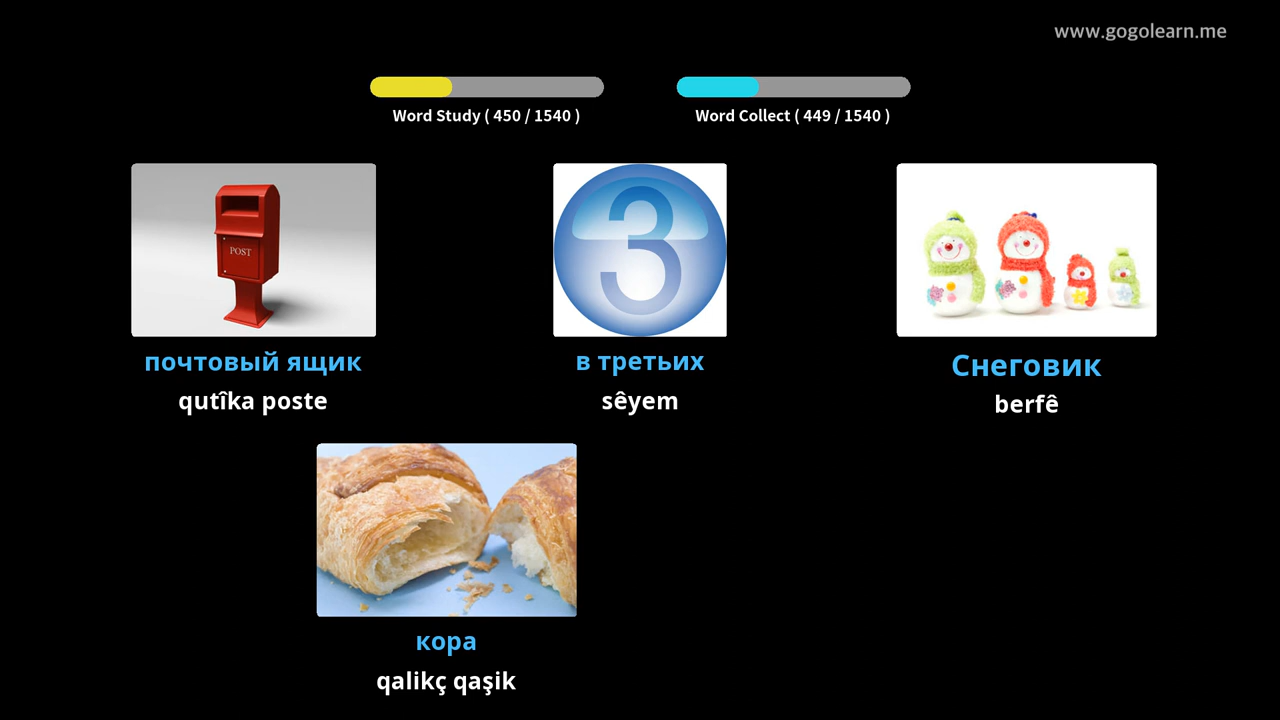 www.gogolearn.me
Word Study ( 450 / 1540 )
Word Collect ( 449 / 1540 )
POST
3
почтовый ящик
qutîka poste
в третьих
sêyem
Снеговик
berfê
кора
qalikç qaşik